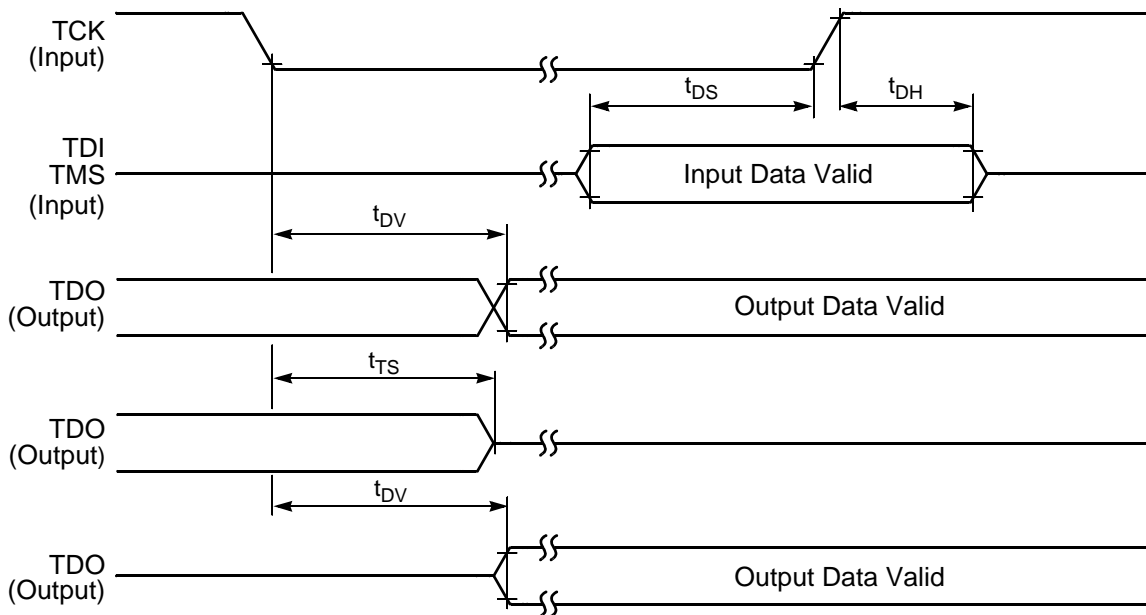 TCK
(Input)
tDS
tDH
TDI
TMS
(Input)
Input Data Valid
tDV
TDO
(Output)
Output Data Valid
tTS
TDO
(Output)
tDV
TDO
(Output)
Output Data Valid